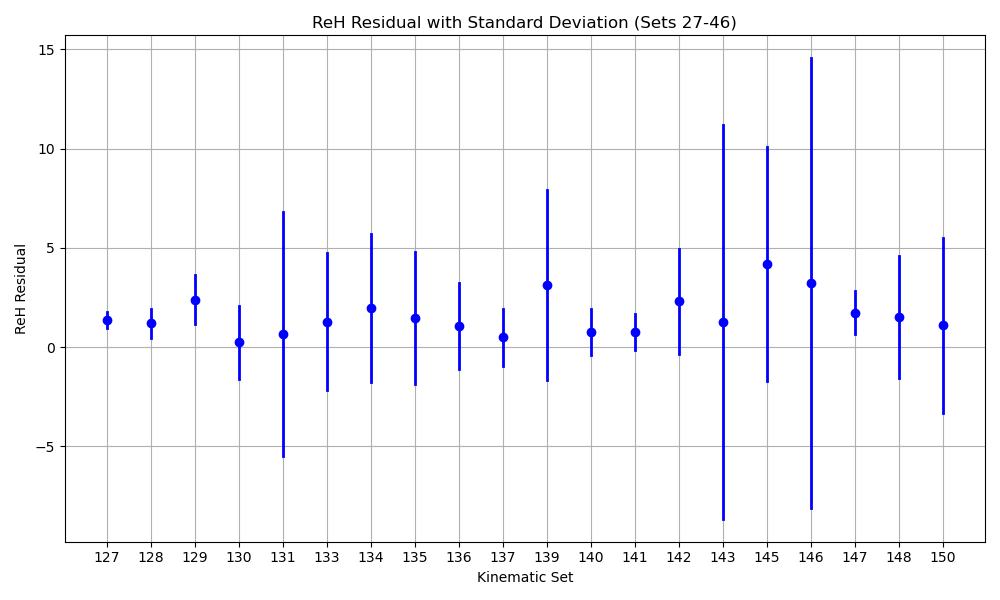 ReH Residual with Standard Deviation (Sets 27-46)
15
10
5
0
−5
ReH Residual
127 128 129 130 131 133 134 135 136 137 139 140 141 142 143 145 146 147 148 150
Kinematic Set